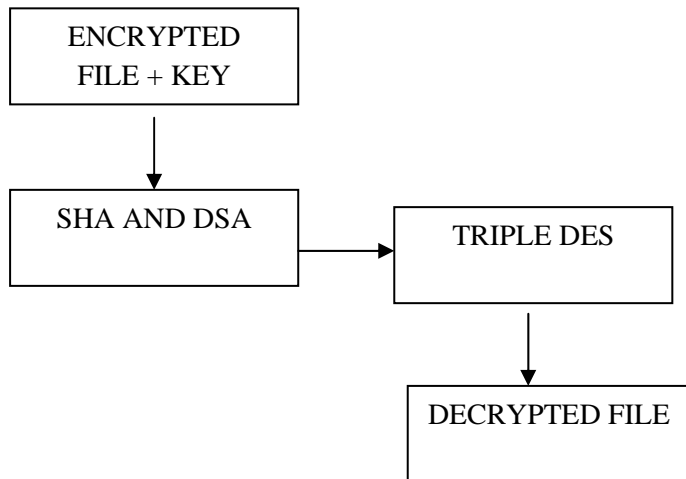 ENCRYPTED
FILE + KEY
SHA AND DSA
TRIPLE DES
DECRYPTED FILE